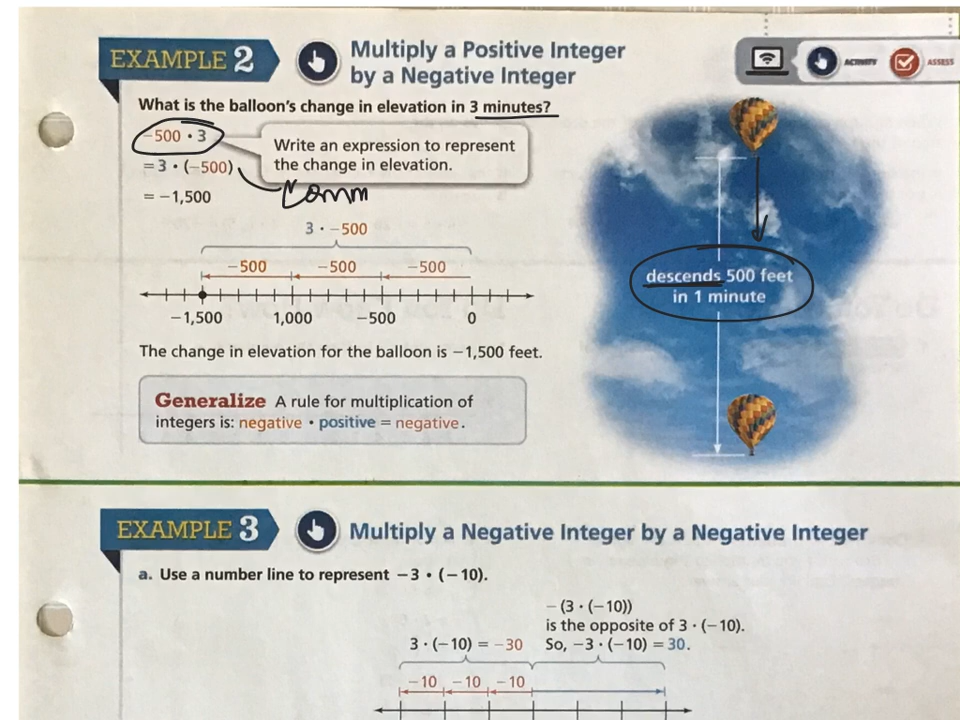 EXAMPLE 2
Multiply a Positive Integer
by a Negative Integer
ACTIVITY
ASSESS
What is the balloon's change in elevation in 3 minutes?
−500 • 3
Write an expression to represent
the change in elevation.
= 3 • (−500)
Comm
= −1,500
3 • −500
−500 −500 −500
−1,500 1,000 −500 0
The change in elevation for the balloon is −1,500 feet.
Generalize A rule for multiplication of
integers is: negative • positive = negative.
descends 500 feet
in 1 minute
EXAMPLE 3
Multiply a Negative Integer by a Negative Integer
a. Use a number line to represent −3 • (−10).
−(3 • (−10))
is the opposite of 3 • (−10).
3 • (−10) = −30
So, −3 • (−10) = 30.
−10 −10 −10